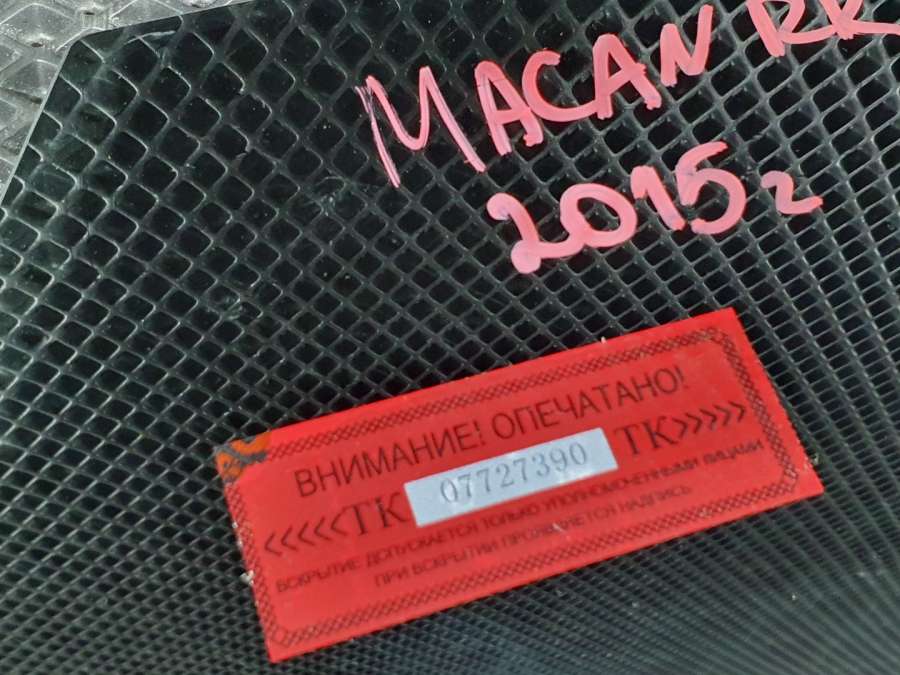 MACAN RR
2015г
ВНИМАНИЕ! ОПЕЧАТАНО!
<<<<<ТК 07727390 ТК>>>>>
ВСКРЫТИЕ ДОПУСКАЕТСЯ ТОЛЬКО УПОЛНОМОЧЕННЫМИ ЛИЦАМИ
ПРИ ВСКРЫТИИ ПРОЯВЛЯЕТСЯ НАДПИСЬ